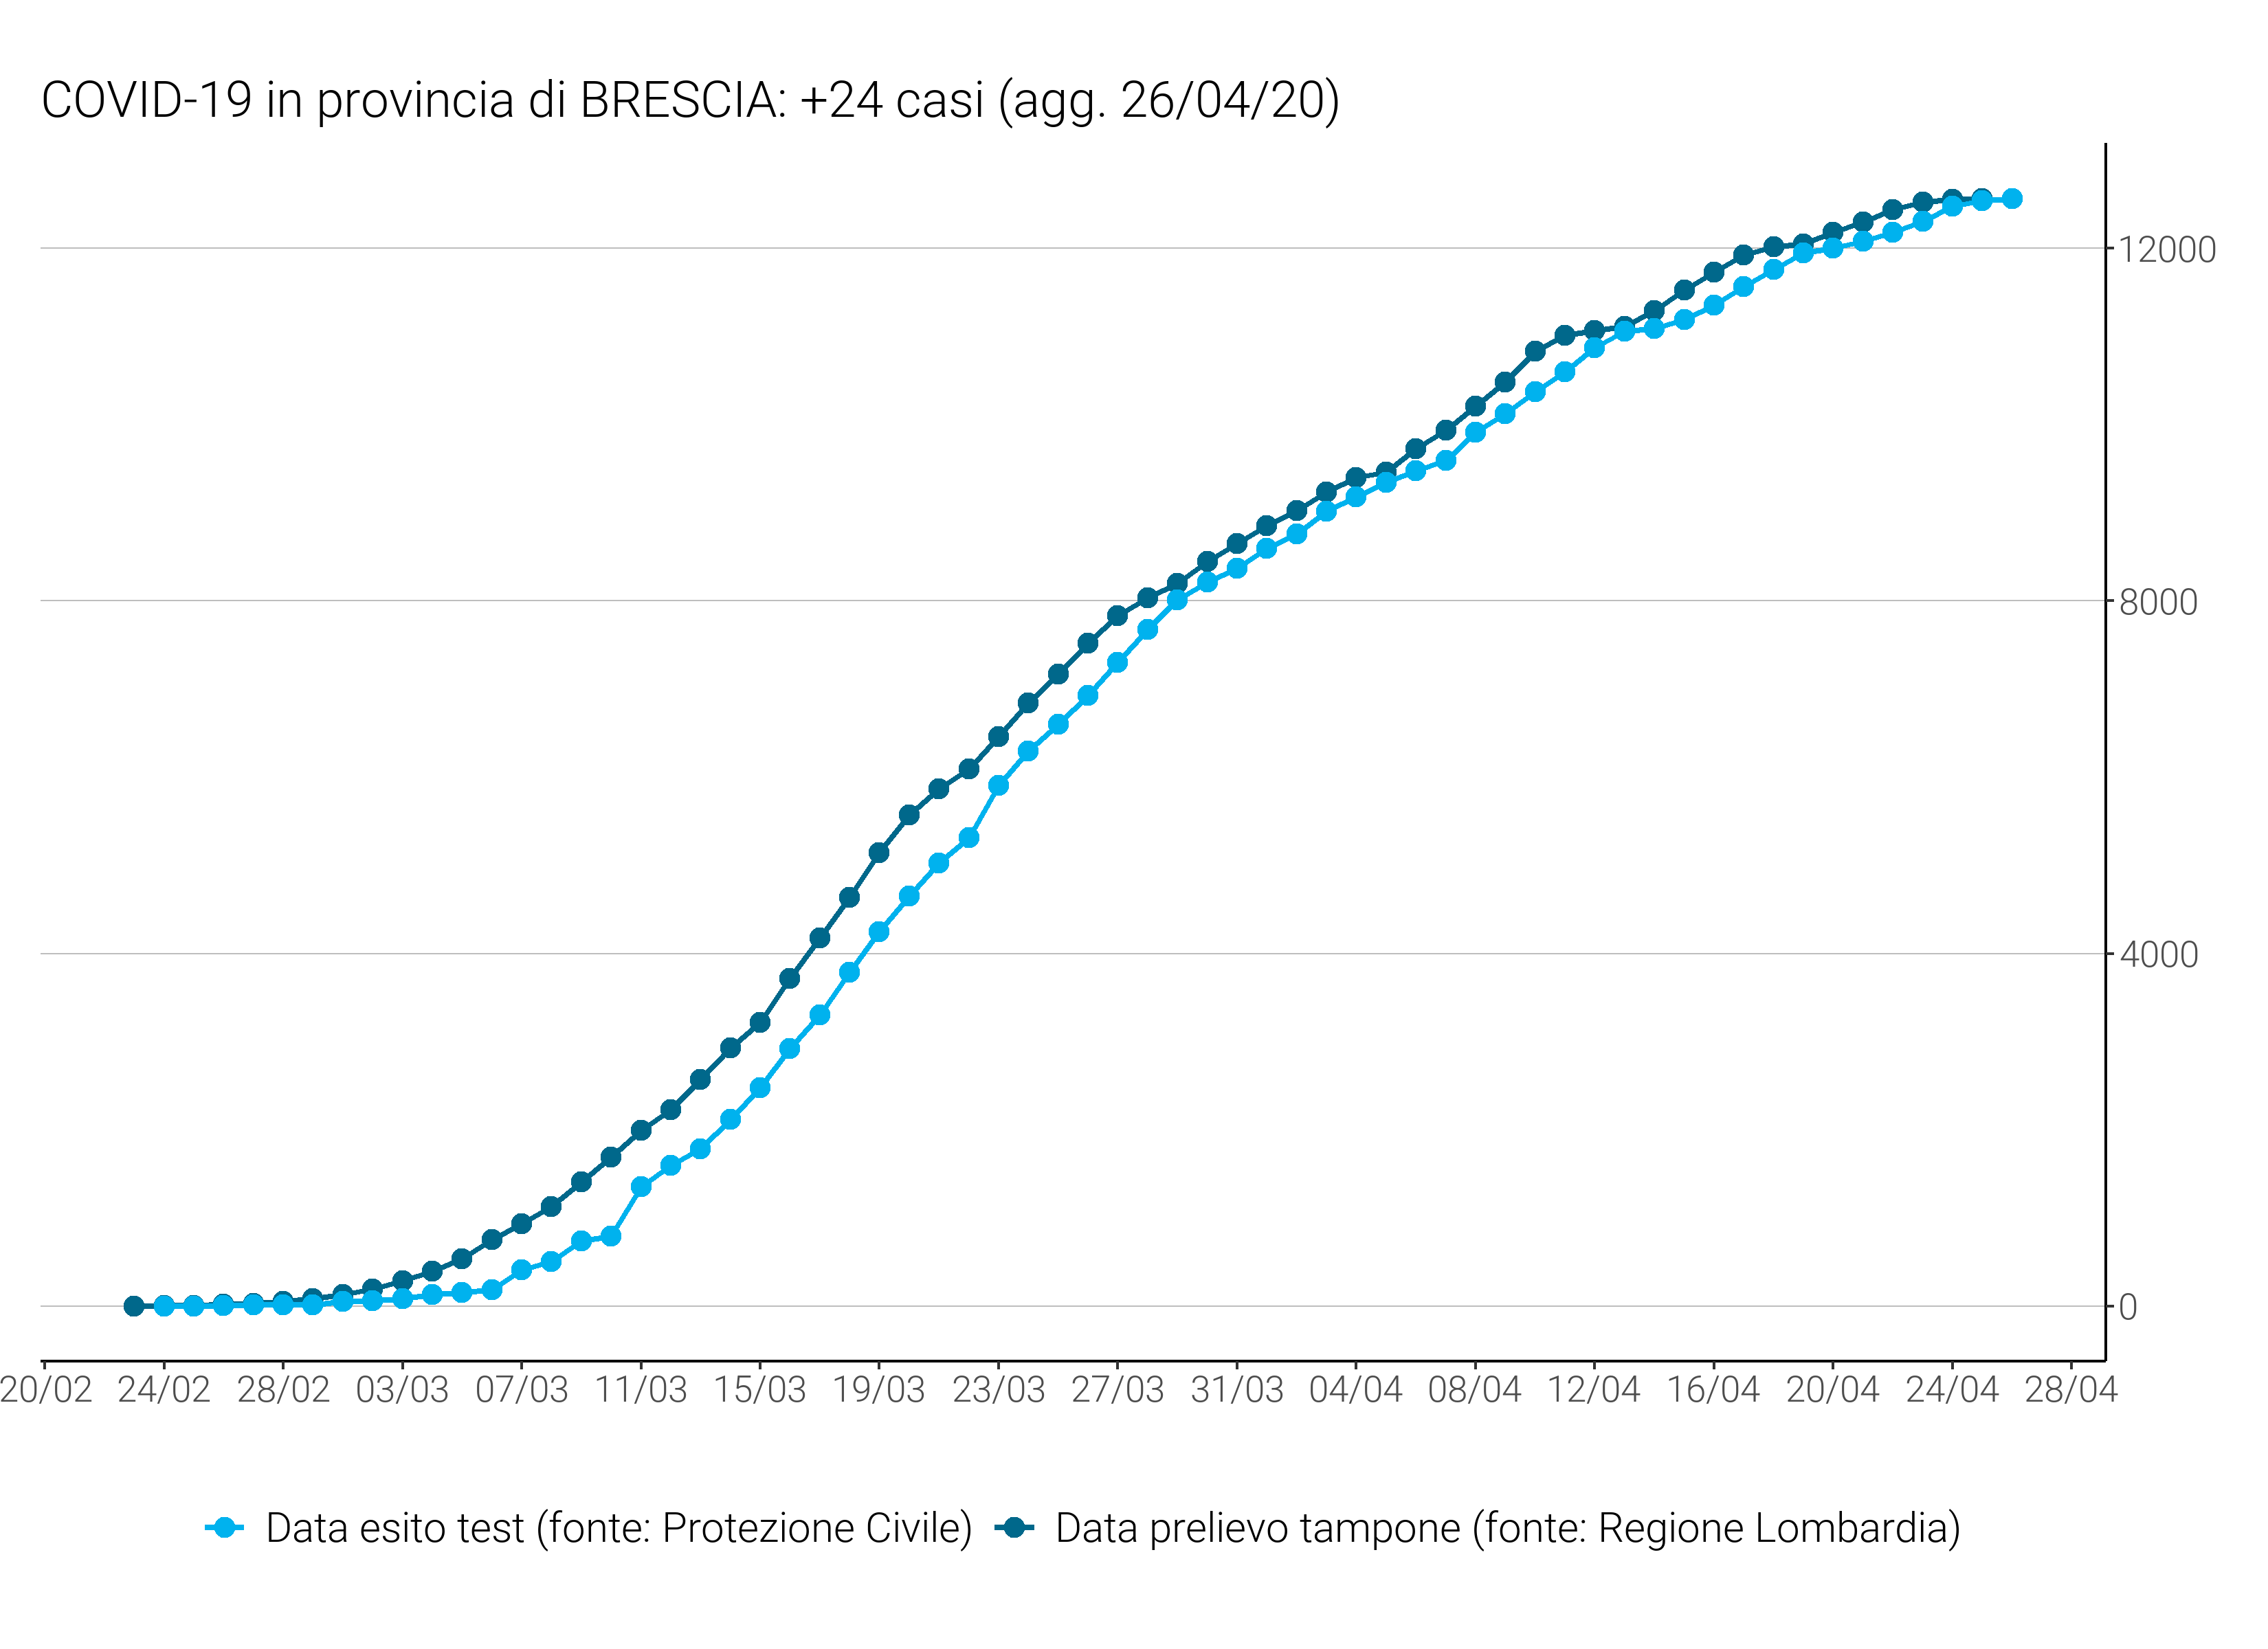 COVID-19 in provincia di BRESCIA: +24 casi (agg. 26/04/20)
12000
8000
4000
0
20/02 24/02 28/02 03/03 07/03 11/03 15/03 19/03 23/03 27/03 31/03 04/04 08/04 12/04 16/04 20/04 24/04 28/04
Data esito test (fonte: Protezione Civile) Data prelievo tampone (fonte: Regione Lombardia)